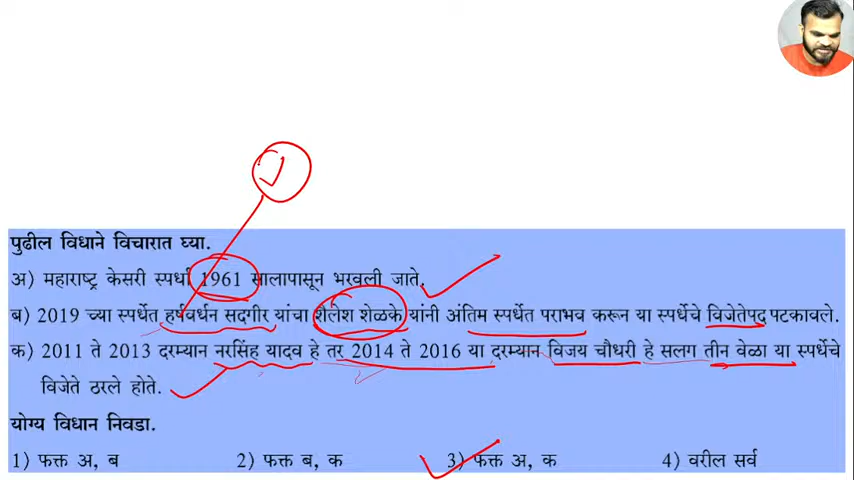 पुढील विधाने विचारात घ्या.
अ) महाराष्ट्र केसरी स्पर्धा 1961 सालापासून भरवली जाते.
ब) 2019 च्या स्पर्धेत हर्षवर्धन सदगीर यांचा शैलेश शेळके यांनी अंतिम स्पर्धेत पराभव करून या स्पर्धेचे विजेतेपद पटकावले.
क) 2011 ते 2013 दरम्यान नरसिंह यादव हे तर 2014 ते 2016 या दरम्यान विजय चौधरी हे सलग तीन वेळा या स्पर्धेचे
विजेते ठरले होते.
योग्य विधान निवडा.
1) फक्त अ, ब 2) फक्त ब, क 3) फक्त अ, क 4) वरील सर्व